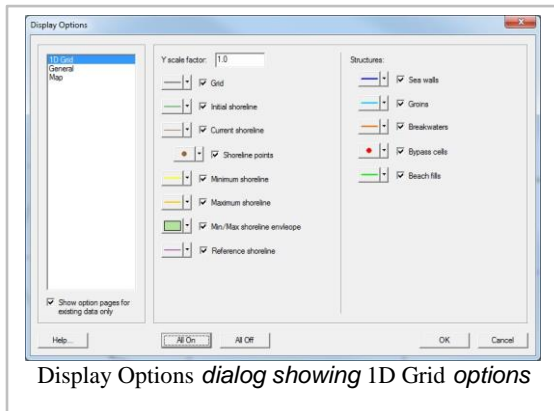 Display Options
1D Grid
General
Map
Show option pages for
existing data only
Y scale factor: 1.0
Grid
Initial shoreline
Current shoreline
Shoreline points
Minimum shoreline
Maximum shoreline
Min/Max shoreline envleope
Reference shoreline
Structures:
Sea walls
Groins
Breakwaters
Bypass cells
Beach fills
Help...
All On
All Off
OK
Cancel
Display Options dialog showing 1D Grid options